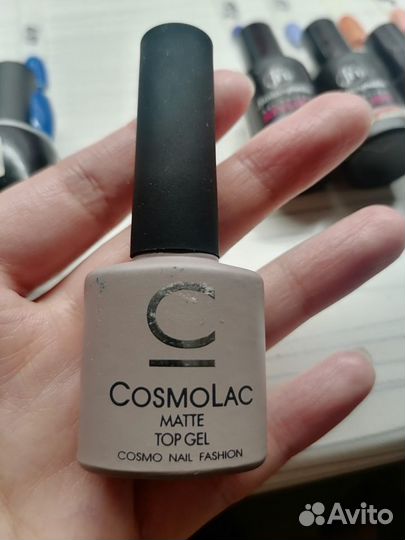 C
COSMOLAC
MATTE
TOP GEL
COSMO NAIL FASHION
Avito